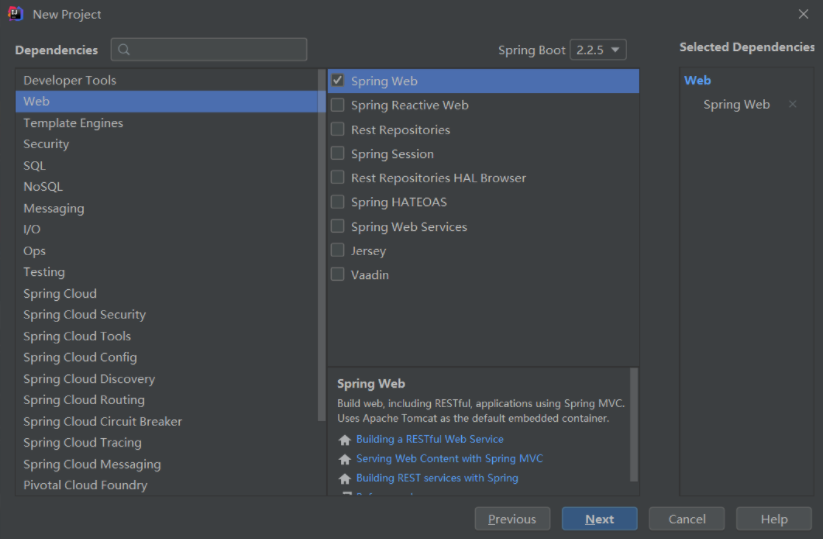 New Project
Dependencies
Spring Boot 2.2.5
Selected Dependencies
Developer Tools
Web
Template Engines
Security
SQL
NoSQL
Messaging
I/O
Ops
Testing
Spring Cloud
Spring Cloud Security
Spring Cloud Tools
Spring Cloud Config
Spring Cloud Discovery
Spring Cloud Routing
Spring Cloud Circuit Breaker
Spring Cloud Tracing
Spring Cloud Messaging
Pivotal Cloud Foundry
Spring Web
Spring Reactive Web
Rest Repositories
Spring Session
Rest Repositories HAL Browser
Spring HATEOAS
Spring Web Services
Jersey
Vaadin
Spring Web
Build web, including RESTful, applications using Spring MVC.
Uses Apache Tomcat as the default embedded container.
Building a RESTful Web Service
Serving Web Content with Spring MVC
Building REST services with Spring
Web
Spring Web
Previous
Next
Cancel
Help